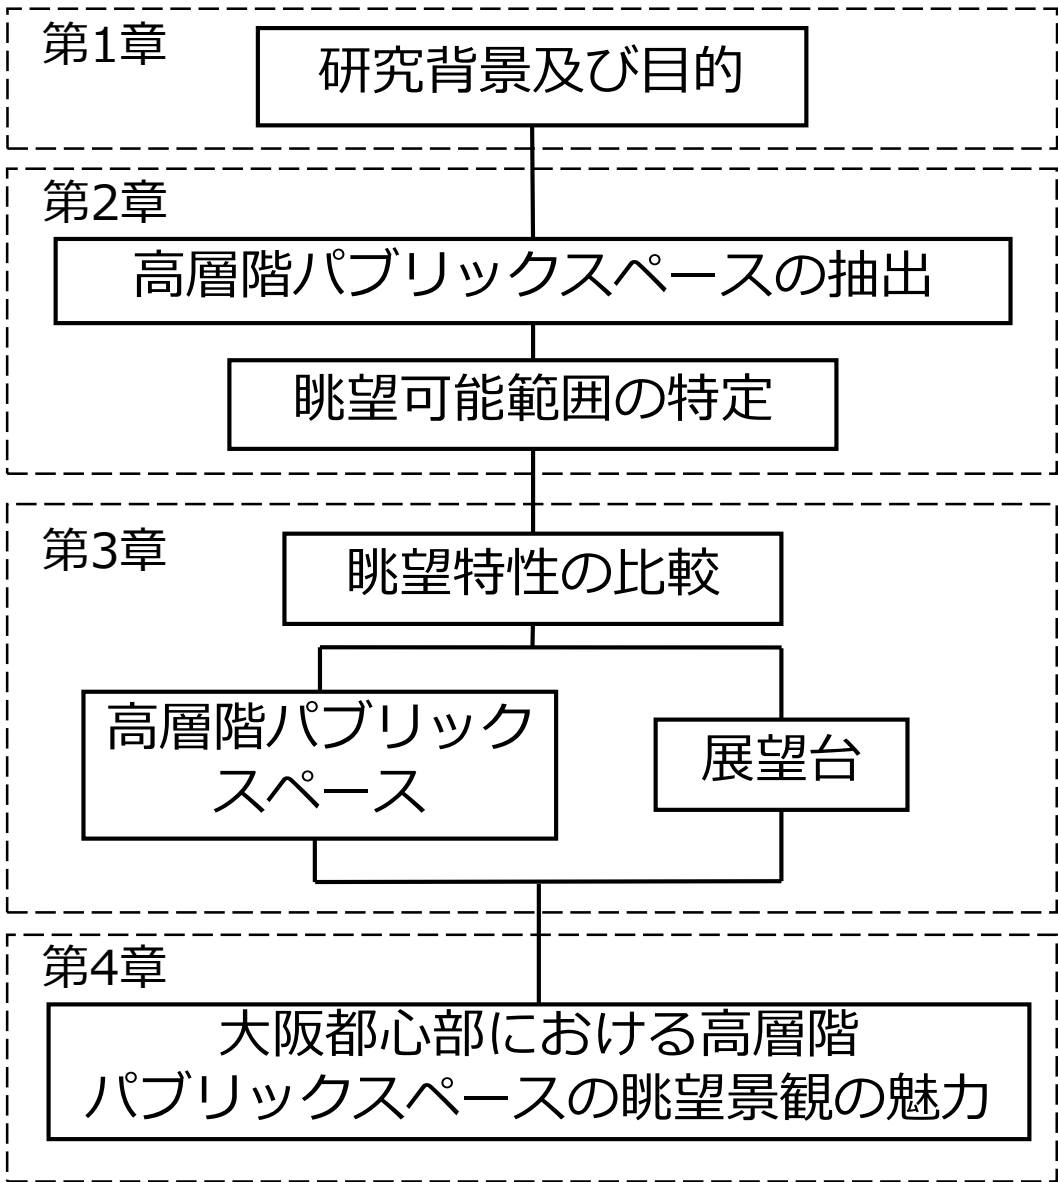 第1章
研究背景及び目的
第2章
高層階パブリックスペースの抽出
眺望可能範囲の特定
第3章
眺望特性の比較
高層階パブリック
スペース
展望台
第4章
大阪都心部における高層階
パブリックスペースの眺望景観の魅力